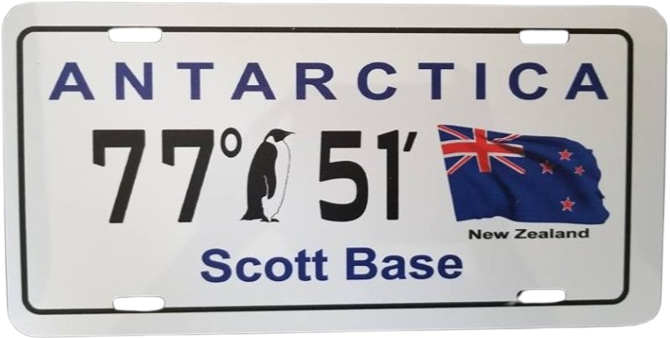 ANTARCTICA
77° 51'
New Zealand
Scott Base